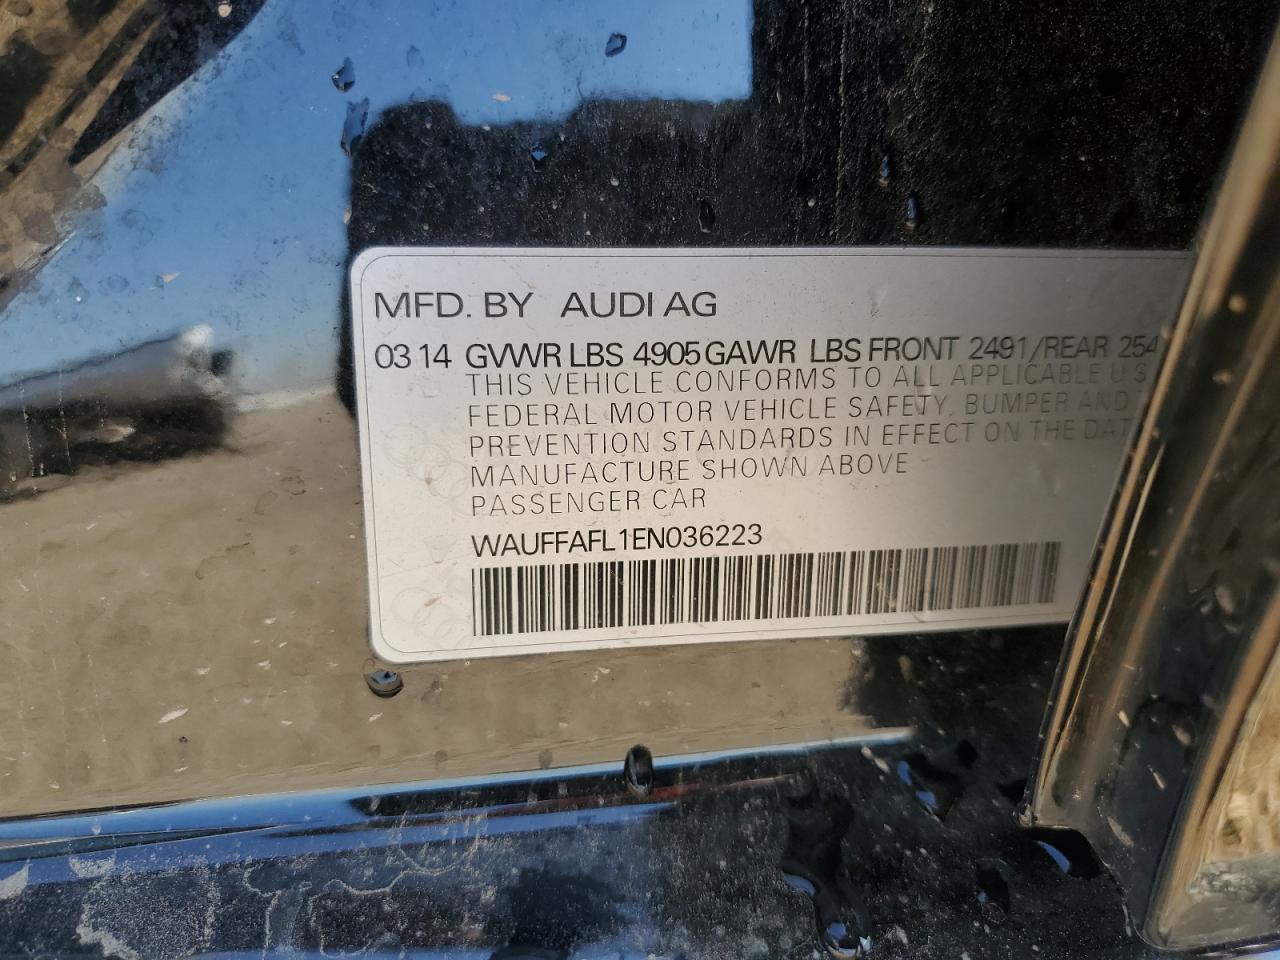 MFD. BY AUDI AG
03 14 GVWR LBS 4905 GAWR LBS FRONT 2491/REAR 254
THIS VEHICLE CONFORMS TO ALL APPLICABLE U S
FEDERAL MOTOR VEHICLE SAFETY, BUMPER AND
PREVENTION STANDARDS IN EFFECT ON THE DAT
MANUFACTURE SHOWN ABOVE
PASSENGER CAR
WAUFFAFL1EN036223